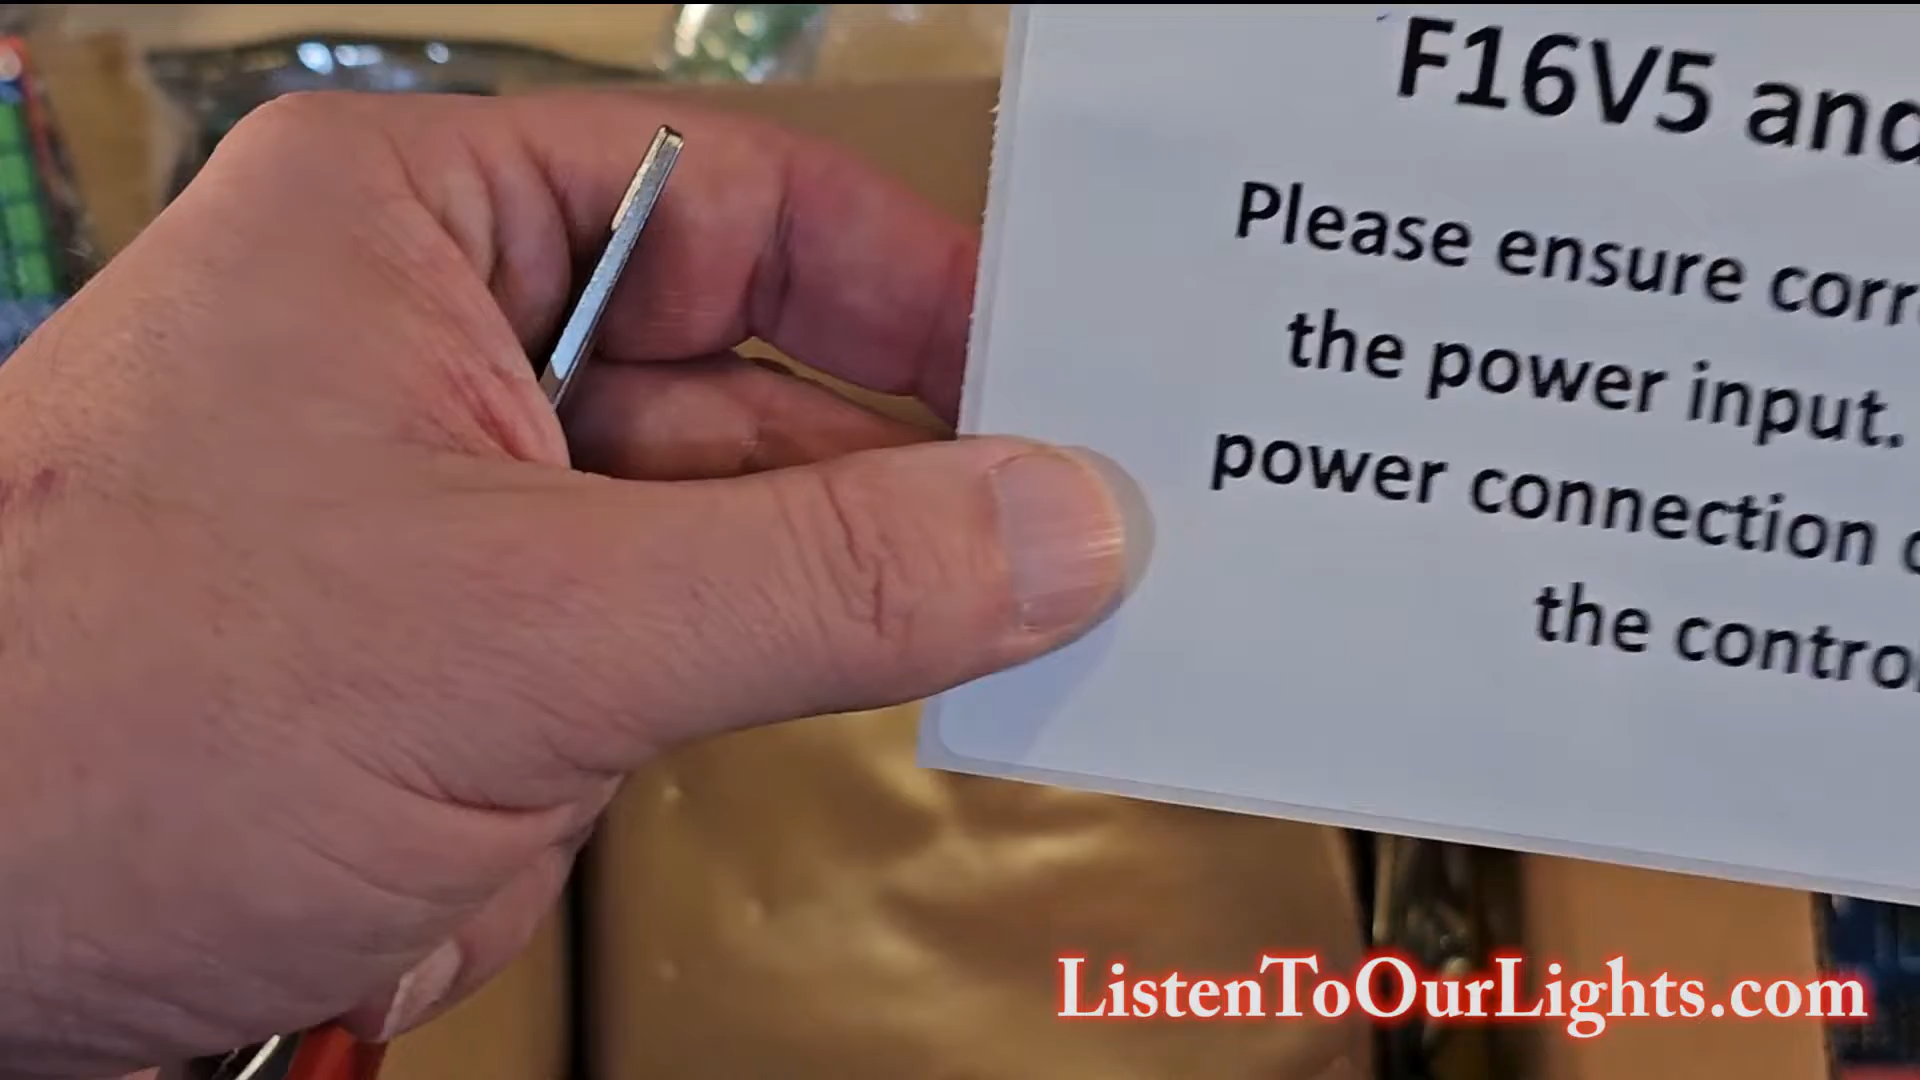 F16V5 and
Please ensure corr
the power input.
power connection
the contro
ListenToOurLights.com